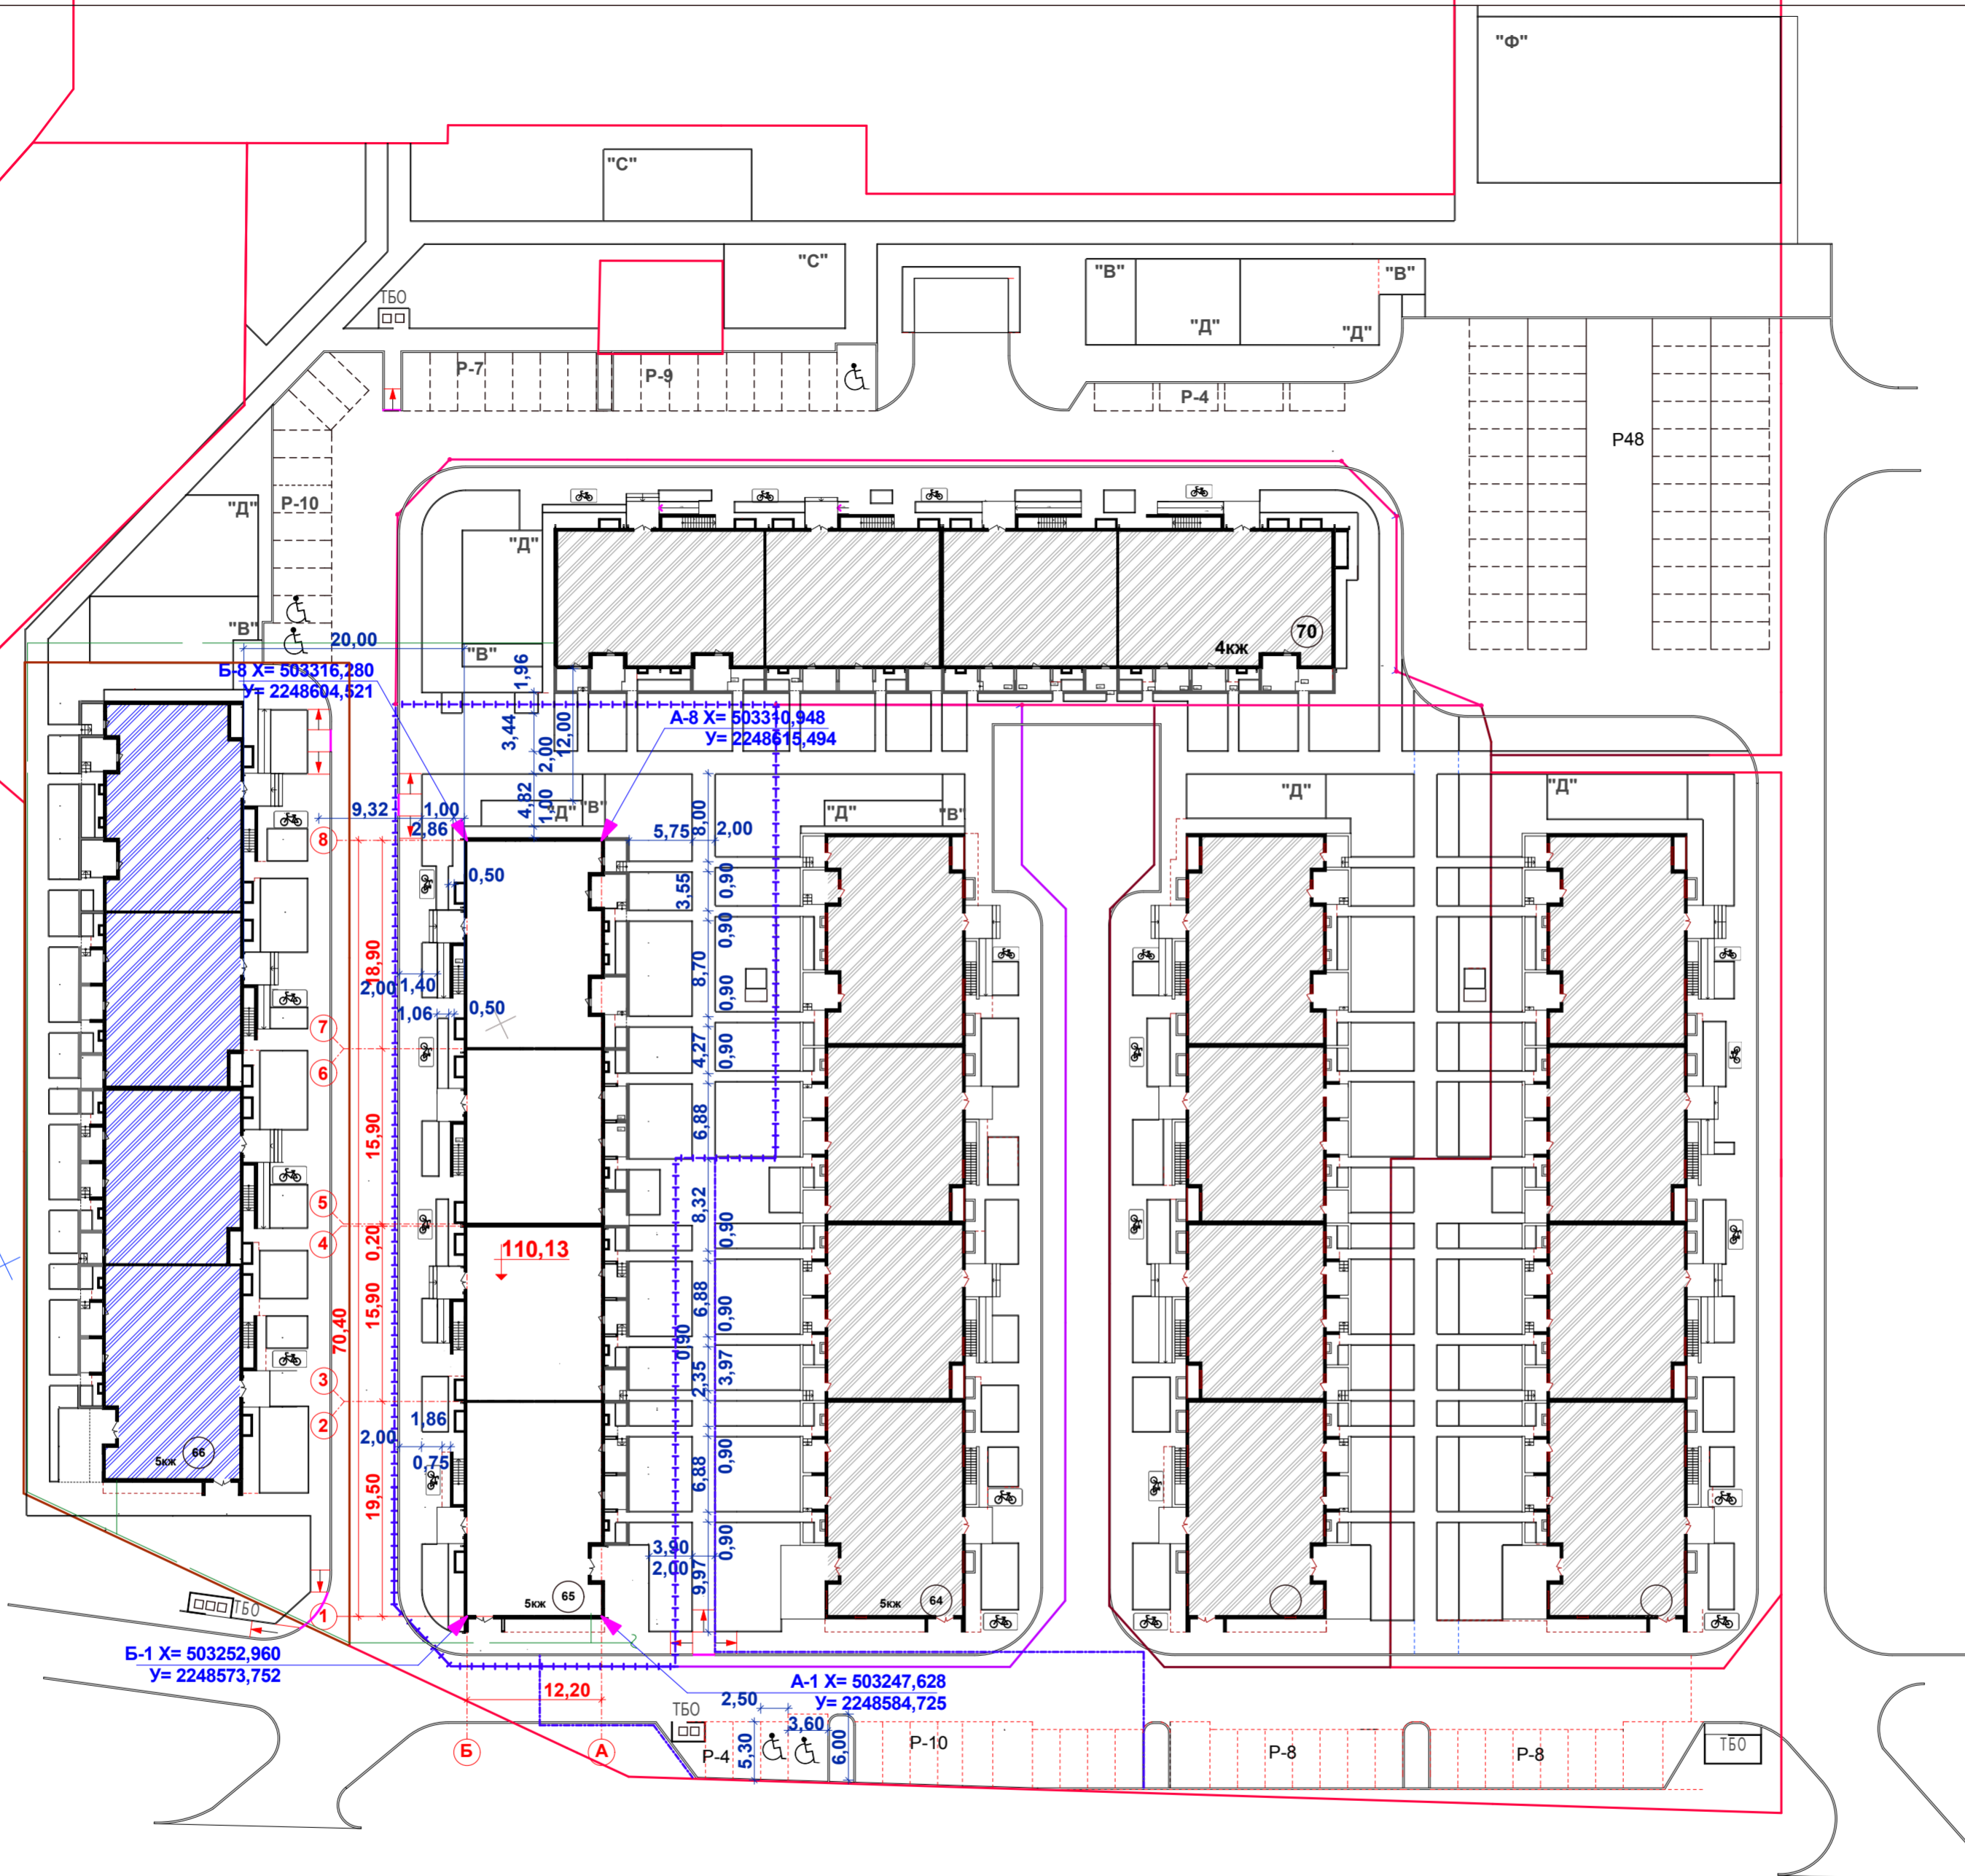 "Ф"
"С"
"С"
"В"
"В"
"Д"
"Д"
ТБО
Р-7
Р-9
Р-4
Р48
"Д"
Р-10
"Д"
"В"
"В"
70
4кж
20,00
1,96
Б-8 Х= 503316,280
У= 2248604,521
3,44
2,00
12,00
А-8 Х= 503310,948
У= 2248615,494
4,82
1,00
"Д"
"В"
"Д"
"В"
"Д"
"Д"
9,32
1,00
2,86
5,75
8,00
2,00
8
0,50
3,55
0,90
0,90
18,90
8,70
2,00
1,40
0,90
1,06
0,50
7
4,27
0,90
6
15,90
6,88
5
8,32
0,90
4
0,20
110,13
15,90
6,88
0,90
70,40
0,90
2,35
3,97
3
2
1,86
2,00
0,75
6,88
0,90
19,50
66
5кж
3,90
2,00
9,97
0,90
65
5кж
64
5кж
1
ТБО
2
Б-1 Х= 503252,960
У= 2248573,752
А-1 Х= 503247,628
У= 2248584,725
12,20
2,50
3,60
5,30
6,00
Б
А
ТБО
Р-4
Р-10
Р-8
Р-8
ТБО